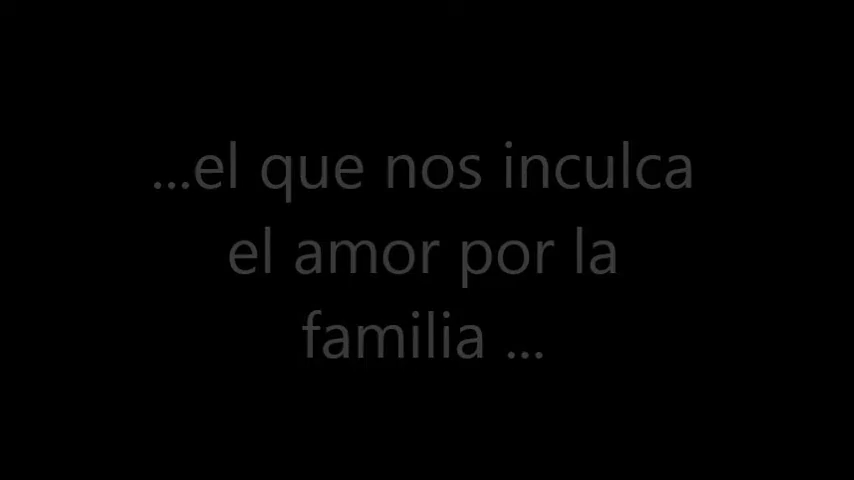 ...el que nos inculca
el amor por la
familia ...